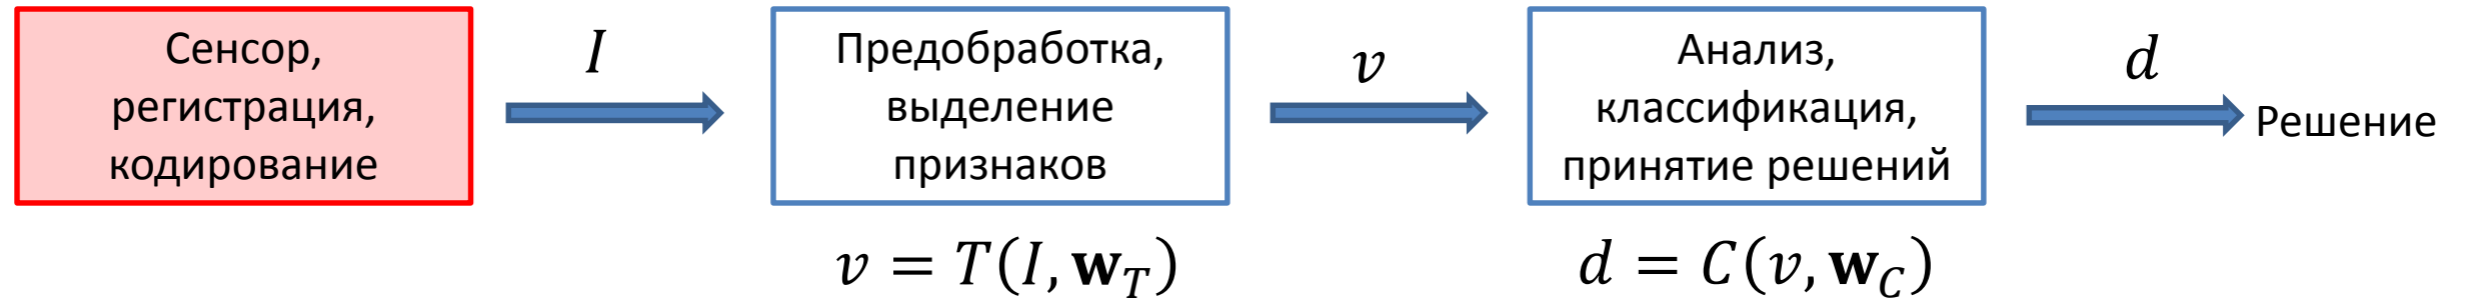 Сенсор,
регистрация,
кодирование
I
Предобработка,
выделение
признаков
v = T(I, w_T)
v
Анализ,
классификация,
принятие решений
d = C(v, w_C)
d
Решение